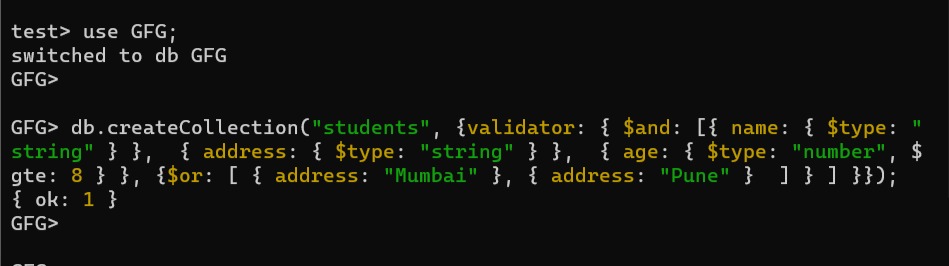 test> use GFG;
switched to db GFG
GFG>
GFG> db.createCollection("students", {validator: { $and: [{ name: { $type: "
string" } },  { address: { $type: "string" } },  { age: { $type: "number", $
gte: 8 } }, {$or: [ { address: "Mumbai" }, { address: "Pune" }  ] } ] }});
{ ok: 1 }
GFG>